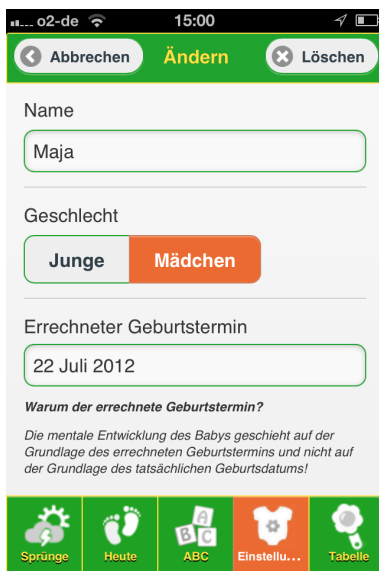 o2-de 15:00
Abbrechen Ändern Löschen
Name
Maja
Geschlecht
Junge Mädchen
Errechneter Geburtstermin
22 Juli 2012
Warum der errechnete Geburtstermin?
Die mentale Entwicklung des Babys geschieht auf der
Grundlage des errechneten Geburtstermins und nicht auf
der Grundlage des tatsächlichen Geburtsdatums!
A
B C
Sprünge Heute ABC Einstellu... Tabelle